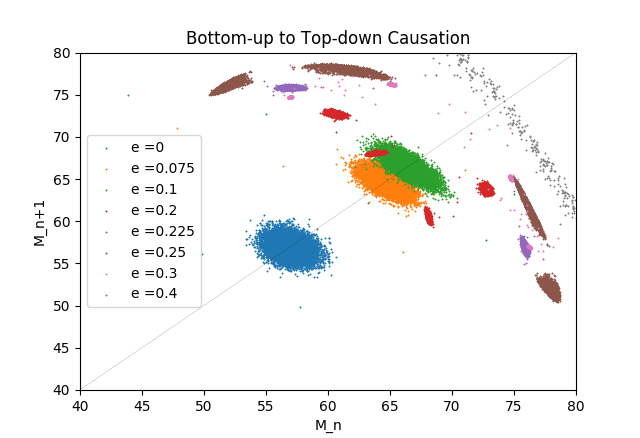 Bottom-up to Top-down Causation
80
75
70
65
60
55
50
45
40
M_n+1
e =0
e =0.075
e =0.1
e =0.2
e =0.225
e =0.25
e =0.3
e =0.4
40 45 50 55 60 65 70 75 80
M_n